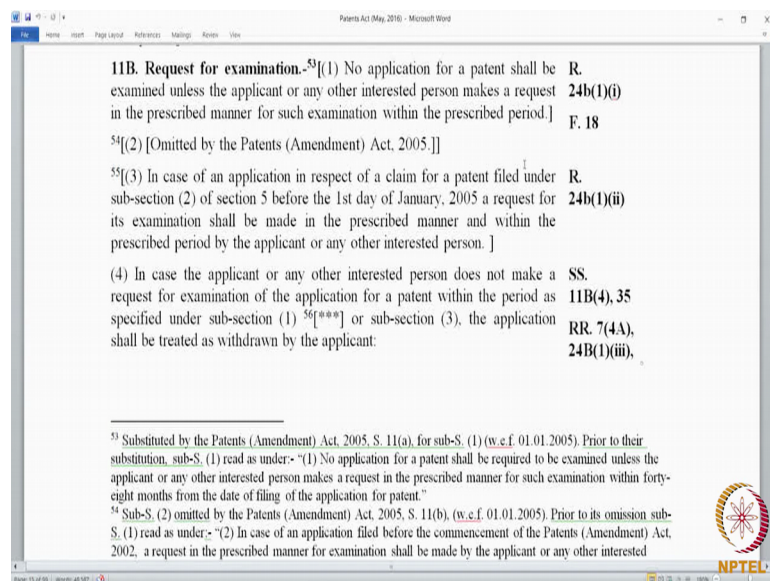 Patents Act (May, 2016) - Microsoft Word
File Home Insert Page Layout References Mailings Review View
11B. Request for examination.-53[(1) No application for a patent shall be R.
examined unless the applicant or any other interested person makes a request 24b(1)(i)
in the prescribed manner for such examination within the prescribed period.] F. 18
54[(2) [Omitted by the Patents (Amendment) Act, 2005.]]
55[(3) In case of an application in respect of a claim for a patent filed under R.
sub-section (2) of section 5 before the 1st day of January, 2005 a request for 24b(1)(ii)
its examination shall be made in the prescribed manner and within the
prescribed period by the applicant or any other interested person. ]
(4) In case the applicant or any other interested person does not make a SS.
request for examination of the application for a patent within the period as 11B(4), 35
specified under sub-section (1) 56[***] or sub-section (3), the application RR. 7(4A),
shall be treated as withdrawn by the applicant: 24B(1)(iii),
53 Substituted by the Patents (Amendment) Act, 2005, S. 11(a), for sub-S. (1) (w.e.f. 01.01.2005). Prior to their
substitution, sub-S. (1) read as under:- “(1) No application for a patent shall be required to be examined unless the
applicant or any other interested person makes a request in the prescribed manner for such examination within forty-
eight months from the date of filing of the application for patent.”
54 Sub-S. (2) omitted by the Patents (Amendment) Act, 2005, S. 11(b), (w.e.f. 01.01.2005). Prior to its omission sub-
S. (1) read as under:- “(2) In case of an application filed before the commencement of the Patents (Amendment) Act,
2002, a request in the prescribed manner for examination shall be made by the applicant or any other interested
NPTEL